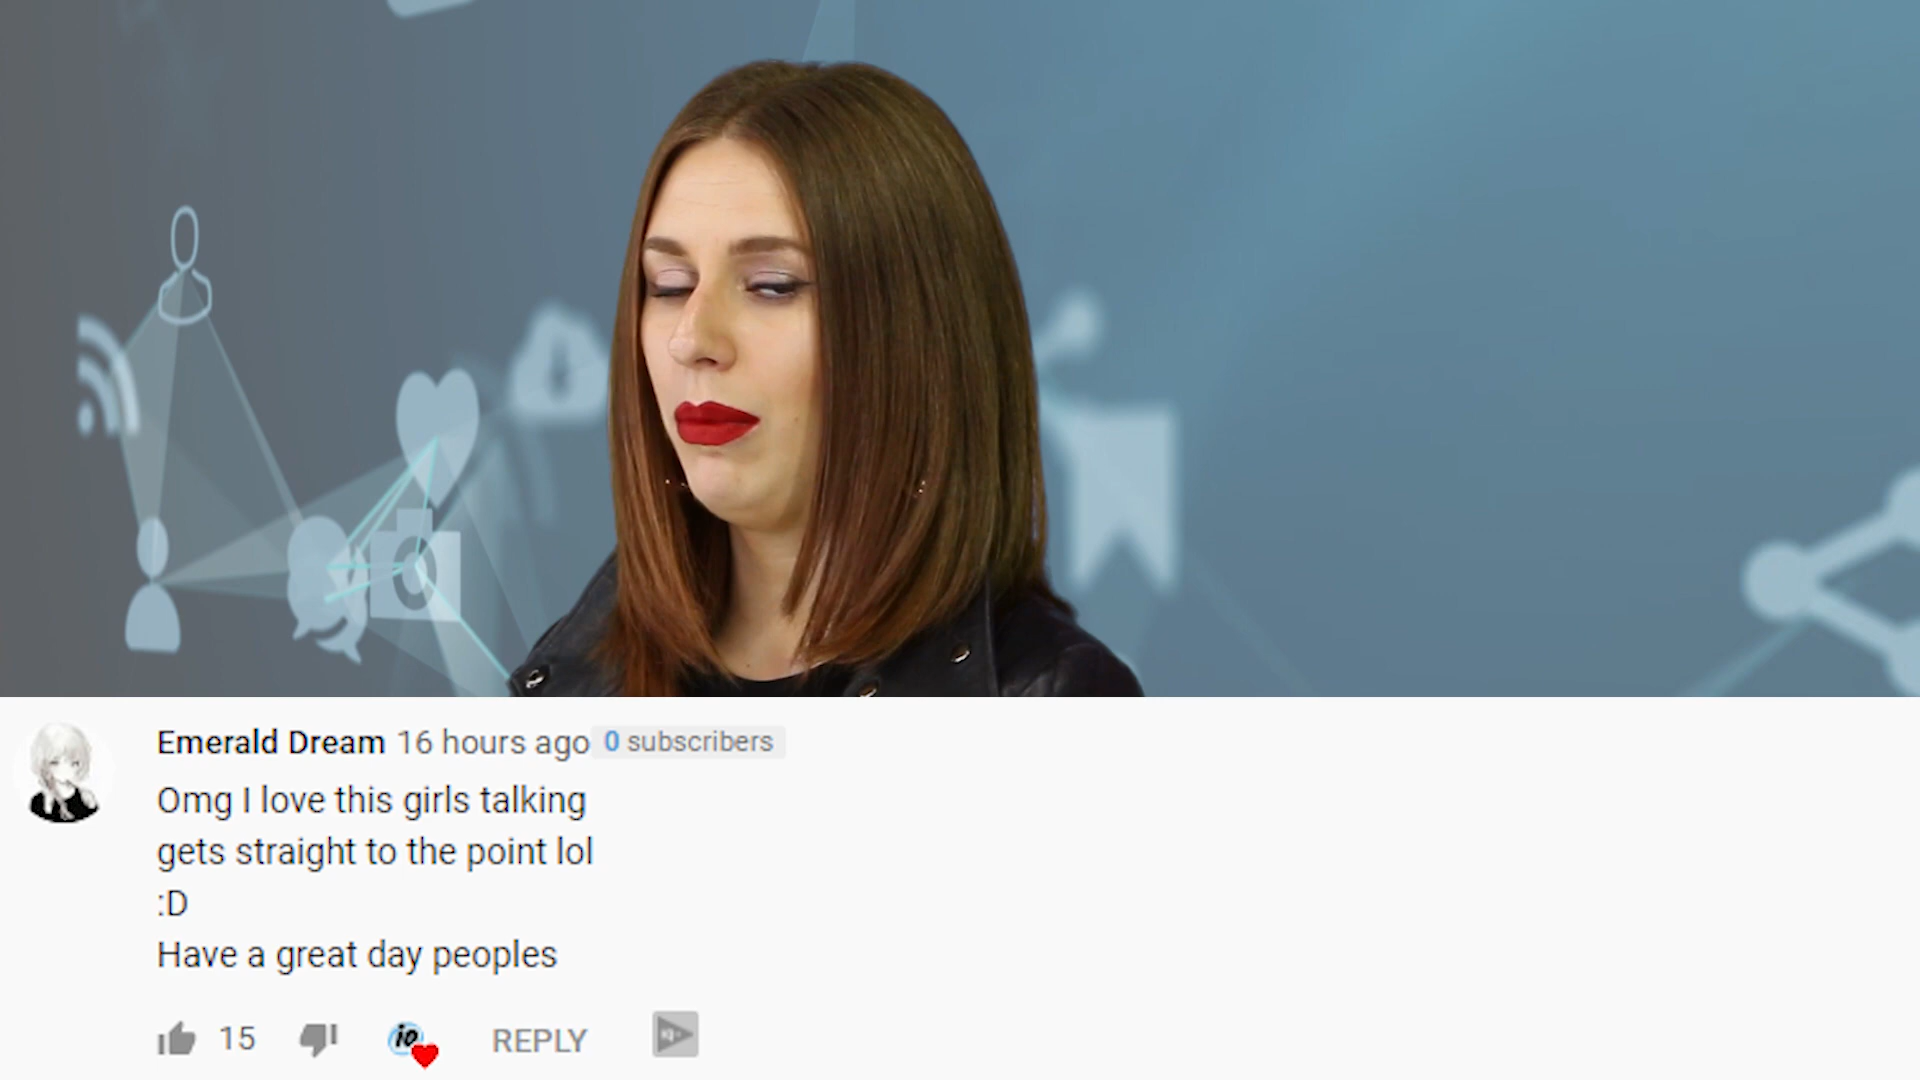 Emerald Dream 16 hours ago 0 subscribers
Omg I love this girls talking
gets straight to the point lol
:D
Have a great day peoples
15 io REPLY